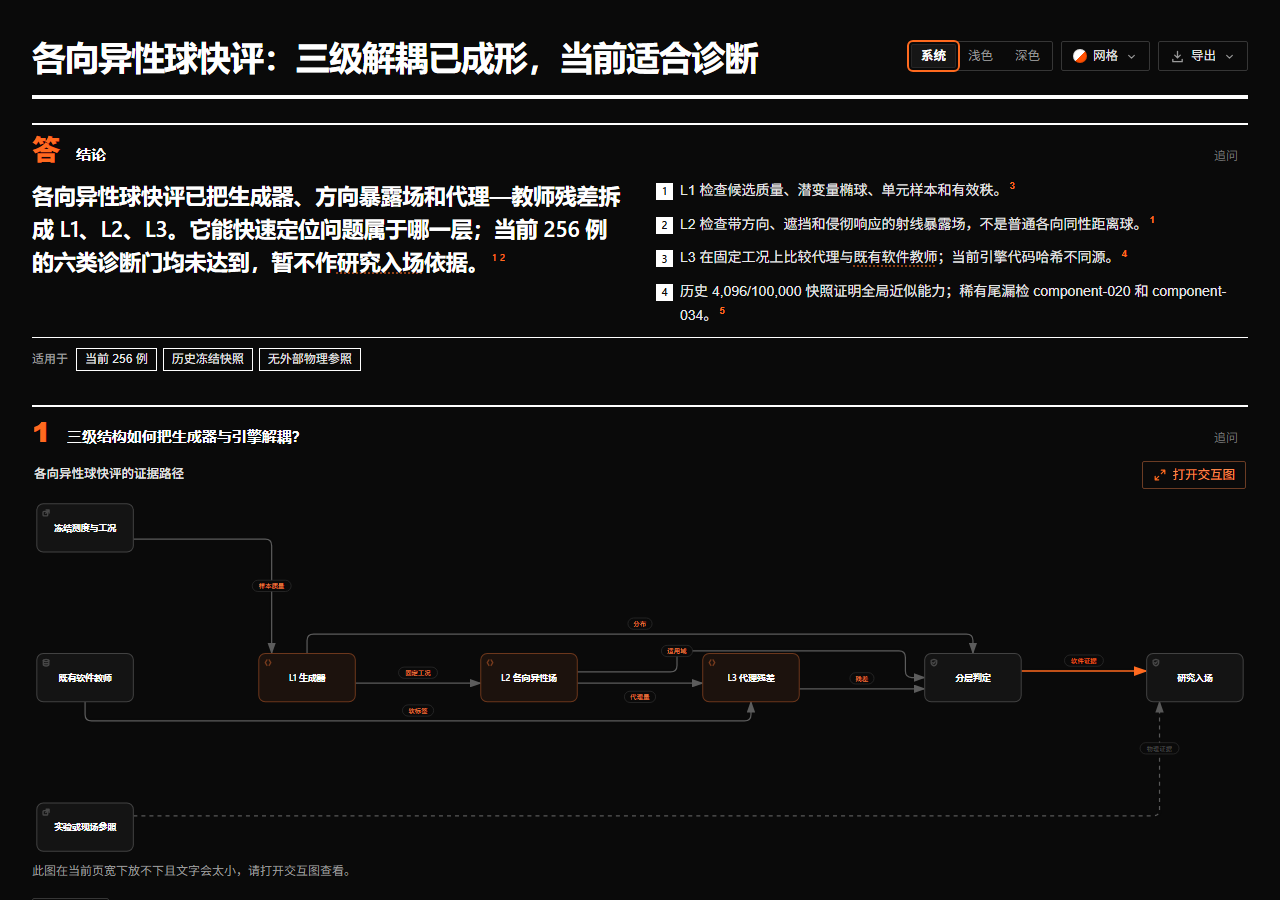 各向异性球快评：三级解耦已成形，当前适合诊断
系统 浅色 深色 网格 导出
答 结论
追问
各向异性球快评已把生成器、方向暴露场和代理—教师残差拆
成 L1、L2、L3。它能快速定位问题属于哪一层；当前 256 例
的六类诊断门均未达到，暂不作研究入场依据。 1 2
1 L1 检查候选质量、潜变量椭球、单元样本和有效秩。 3
2 L2 检查带方向、遮挡和侵彻响应的射线暴露场，不是普通各向同性距离球。 1
3 L3 在固定工况上比较代理与既有软件教师；当前引擎代码哈希不同源。 4
4 历史 4,096/100,000 快照证明全局近似能力；稀有尾漏检 component-020 和 component-
034。 5
适用于 当前 256 例 历史冻结快照 无外部物理参照
1 三级结构如何把生成器与引擎解耦?
追问
各向异性球快评的证据路径
打开交互图
冻结测度与工况
样本质量
分布
适用域
软件证据
既有软件教师
L1 生成器
固定工况
L2 各向异性场
代理量
L3 代理残差
残差
分层判定
研究入场
软标签
物理证据
实验或现场参照
此图在当前页宽下放不下且文字会太小，请打开交互图查看。